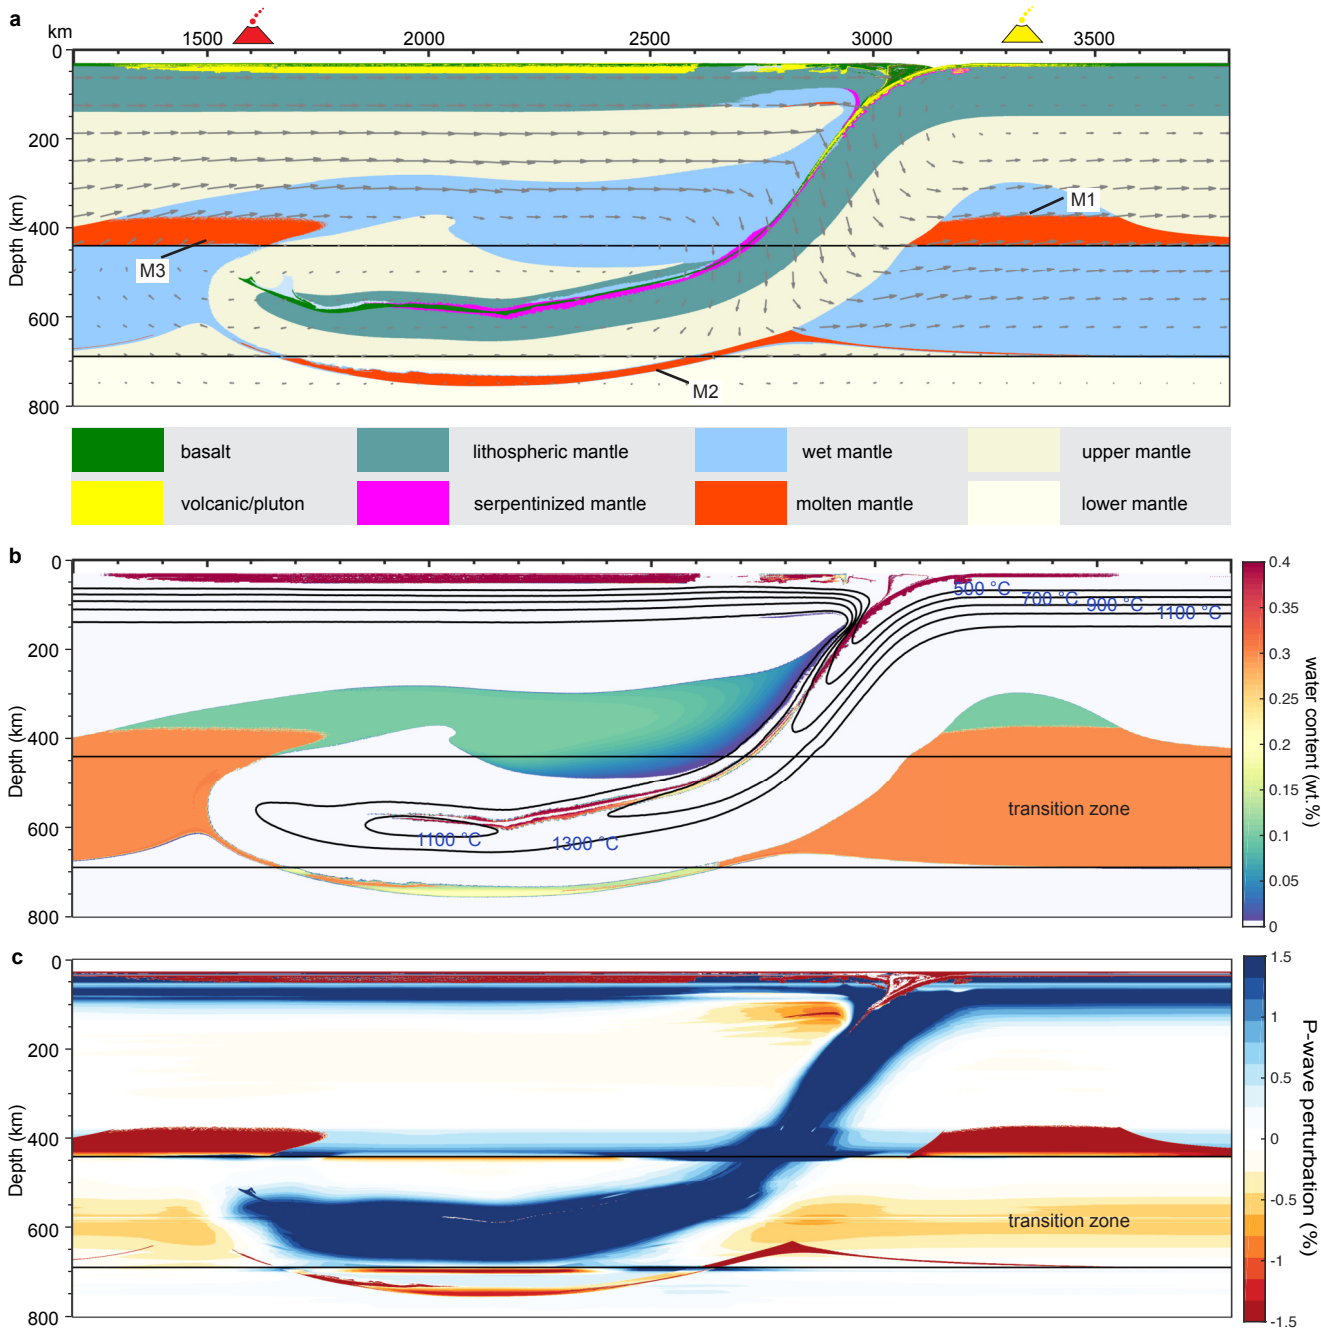 a
km
1500 2000 2500 3000 3500
0
200
400
600
800
Depth (km)
M1
M3
M2
basalt lithospheric mantle wet mantle upper mantle
volcanic/pluton serpentinized mantle molten mantle lower mantle
b
0
200
400
600
800
Depth (km)
500 °C 700 °C 900 °C 1100 °C
transition zone
1100 °C 1300 °C
0.4
0.35
0.3
0.25
0.2
0.15
0.1
0.05
0
water content (wt.%)
c
0
200
400
600
800
Depth (km)
transition zone
1.5
1
0.5
0
-0.5
-1
-1.5
P-wave perturbation (%)